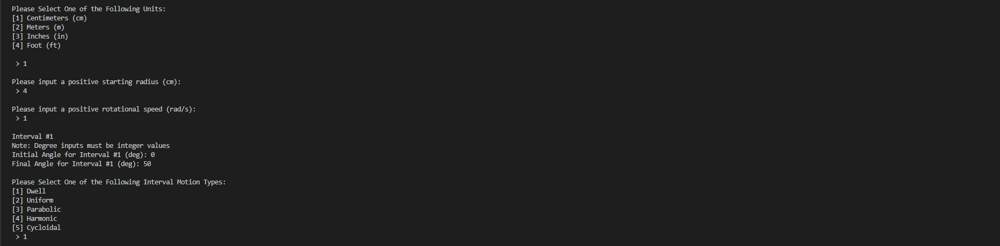 Please Select One of the Following Units:
[1] Centimeters (cm)
[2] Meters (m)
[3] Inches (in)
[4] Foot (ft)
> 1
Please input a positive starting radius (cm):
> 4
Please input a positive rotational speed (rad/s):
> 1
Interval #1
Note: Degree inputs must be integer values
Initial Angle for Interval #1 (deg): 0
Final Angle for Interval #1 (deg): 50
Please Select One of the Following Interval Motion Types:
[1] Dwell
[2] Uniform
[3] Parabolic
[4] Harmonic
[5] Cycloidal
> 1